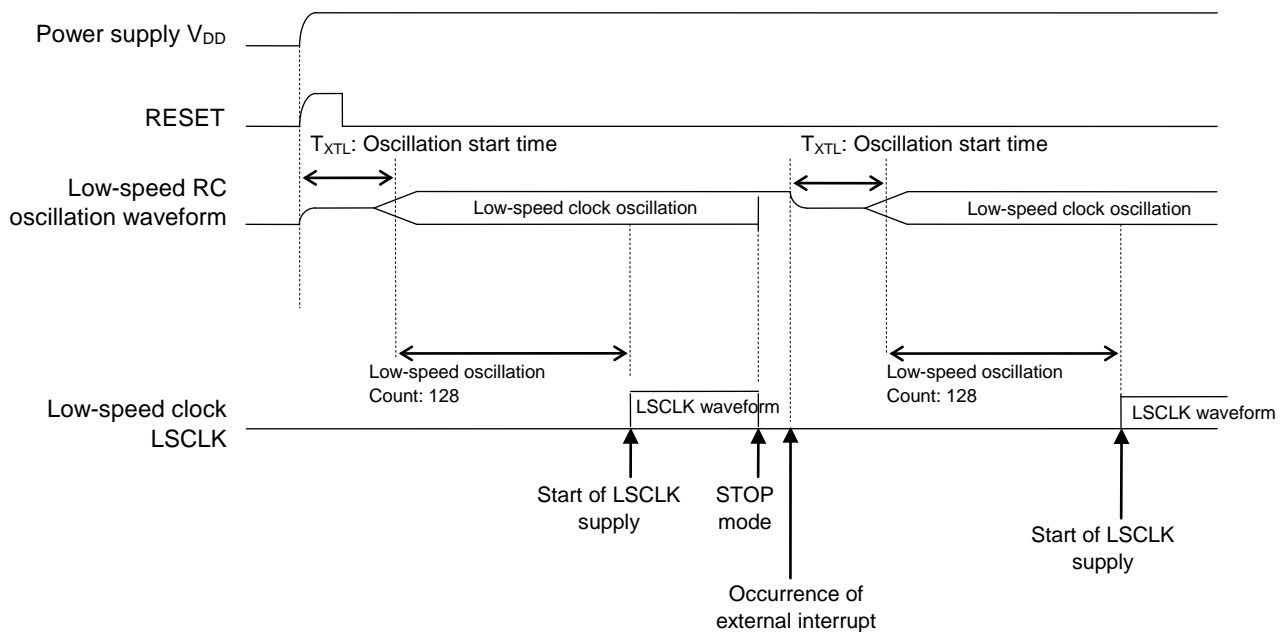 Power supply VDD
RESET
TXTL: Oscillation start time
TXTL: Oscillation start time
Low-speed RC
oscillation waveform
Low-speed clock oscillation
Low-speed clock oscillation
Low-speed oscillation
Count: 128
Low-speed oscillation
Count: 128
Low-speed clock
LSCLK
LSCLK waveform
LSCLK waveform
Start of LSCLK
supply
STOP
mode
Start of LSCLK
supply
Occurrence of
external interrupt